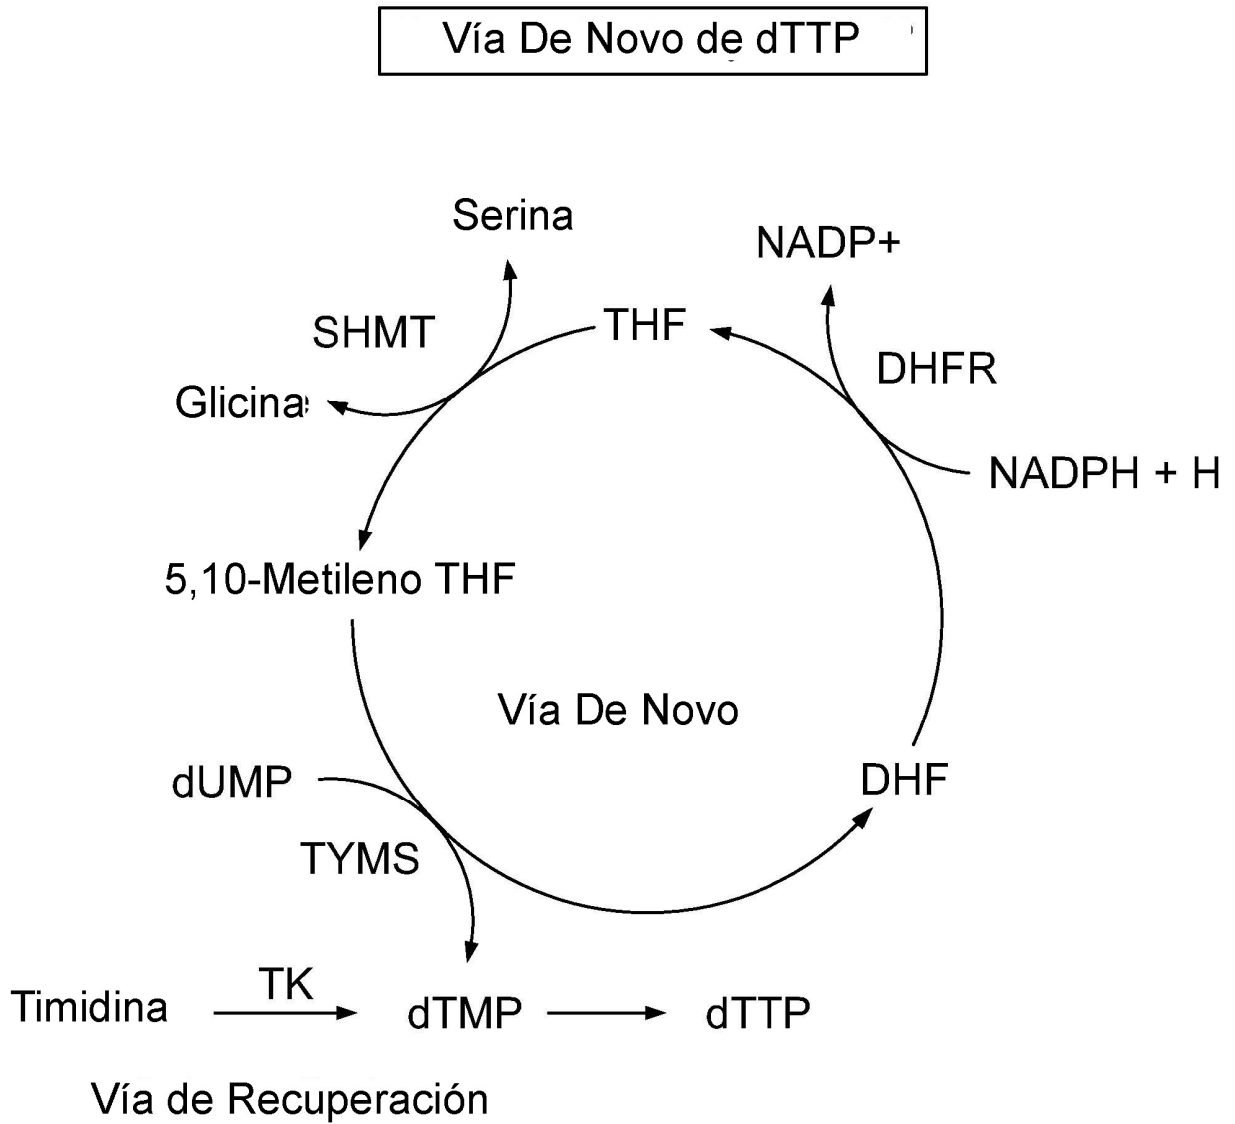 Vía De Novo de dTTP
Serina
NADP+
SHMT
THF
DHFR
Glicina
NADPH + H
5,10-Metileno THF
Vía De Novo
dUMP
DHF
TYMS
TK
Timidina
dTMP
dTTP
Vía de Recuperación